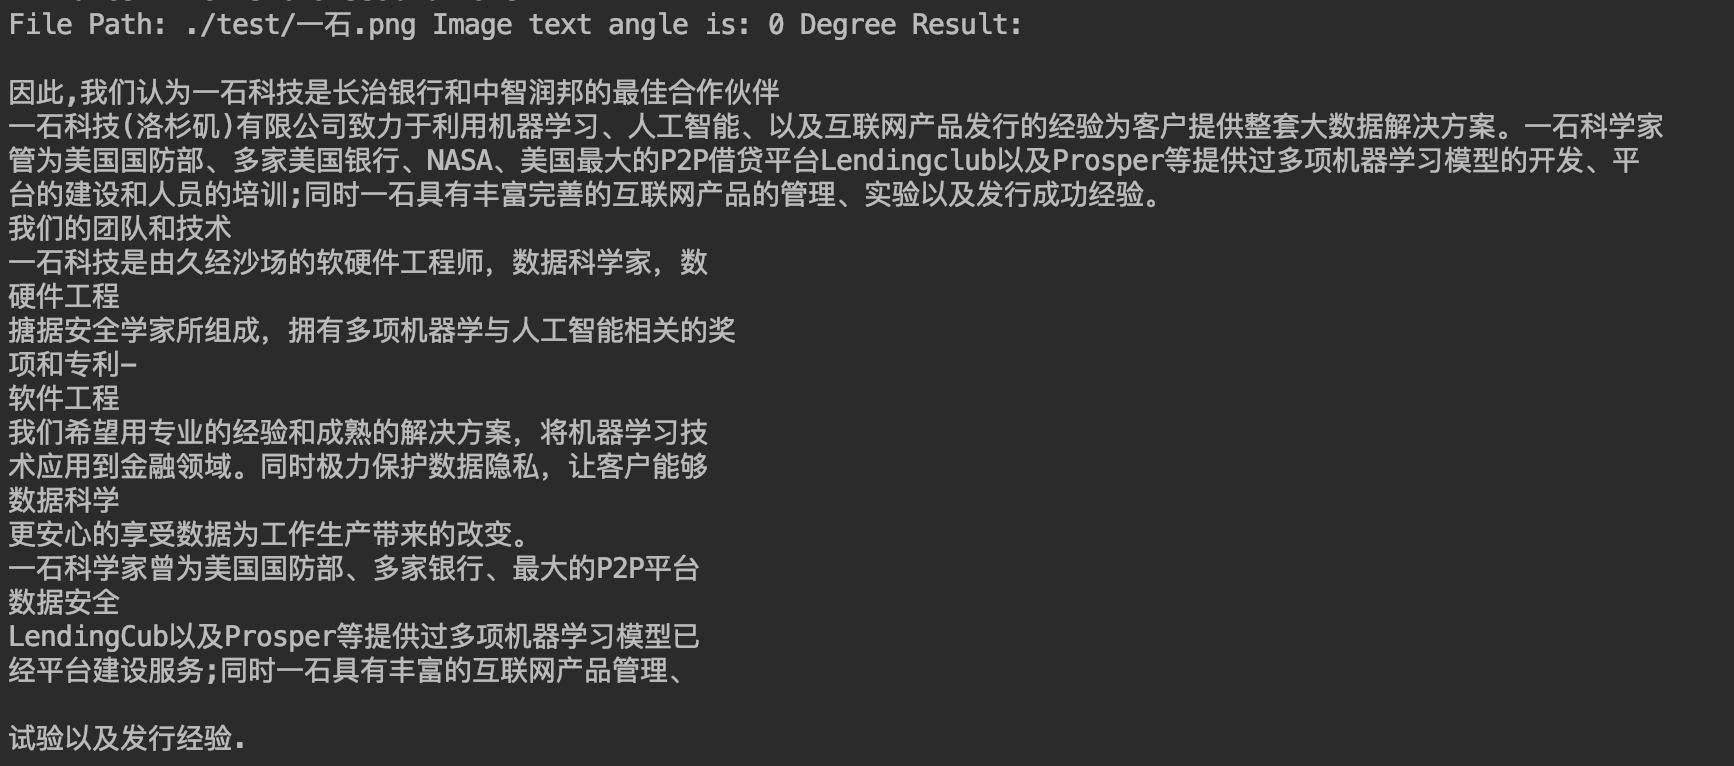 File Path: ./test/一石.png Image text angle is: 0 Degree Result:
因此,我们认为一石科技是长治银行和中智润邦的最佳合作伙伴
一石科技(洛杉矶)有限公司致力于利用机器学习、人工智能、以及互联网产品发行的经验为客户提供整套大数据解决方案。一石科学家
管为美国国防部、多家美国银行、NASA、美国最大的P2P借贷平台Lendingclub以及Prosper等提供过多项机器学习模型的开发、平
台的建设和人员的培训;同时一石具有丰富完善的互联网产品的管理、实验以及发行成功经验。
我们的团队和技术
一石科技是由久经沙场的软硬件工程师，数据科学家，数
硬件工程
搪据安全学家所组成，拥有多项机器学与人工智能相关的奖
项和专利—
软件工程
我们希望用专业的经验和成熟的解决方案，将机器学习技
术应用到金融领域。同时极力保护数据隐私，让客户能够
数据科学
更安心的享受数据为工作生产带来的改变。
一石科学家曾为美国国防部、多家银行、最大的P2P平台
数据安全
LendingCub以及Prosper等提供过多项机器学习模型已
经平台建设服务;同时一石具有丰富的互联网产品管理、
试验以及发行经验.